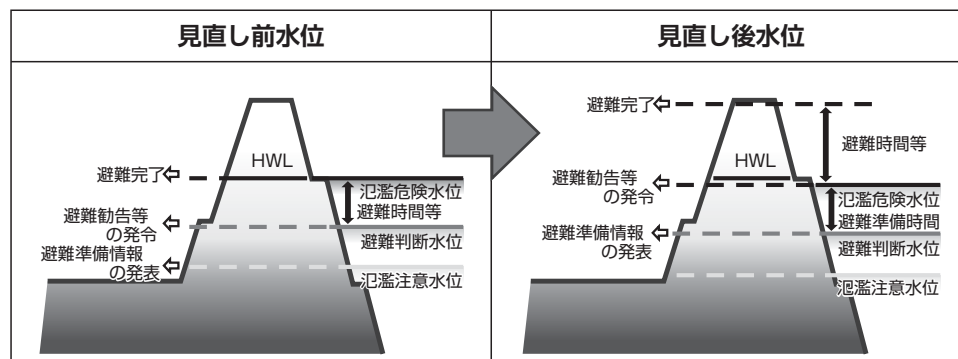 見直し前水位
見直し後水位
避難完了
HWL
氾濫危険水位
避難時間等
避難勧告等
の発令
避難判断水位
避難準備情報
の発表
氾濫注意水位
避難完了
避難時間等
HWL
避難勧告等
の発令
氾濫危険水位
避難準備時間
避難準備情報
の発表
避難判断水位
氾濫注意水位